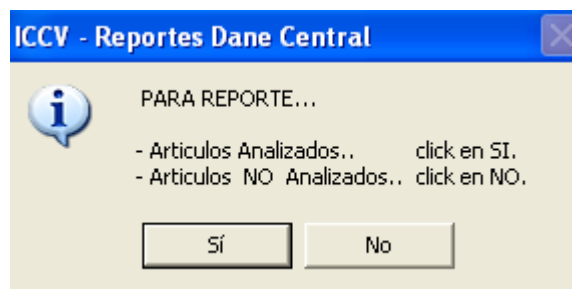 ICCV - Reportes Dane Central
PARA REPORTE...
- Articulos Analizados.. click en SI.
- Articulos NO Analizados.. click en NO.
Sí No